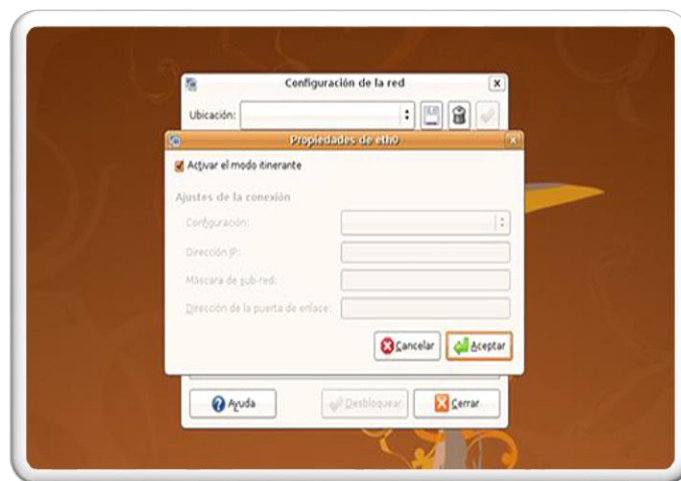 Configuración de la red
Ubicación:
Propiedades de eth0
Activar el modo itinerante
Ajustes de la conexión
Configuración:
Dirección IP:
Máscara de sub-red:
Dirección de la puerta de enlace:
Cancelar
Aceptar
Ayuda
Desbloquear
Cerrar